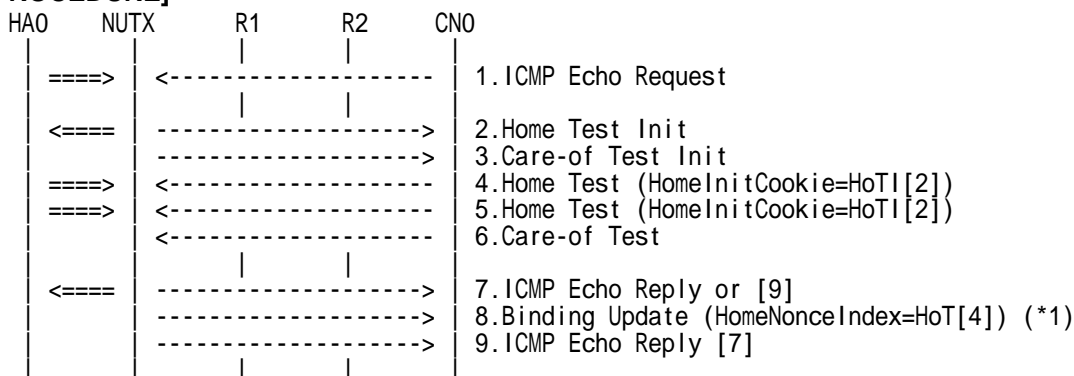 HA0 NUTX R1 R2 CN0
| | | | |
| ====> | <--------------------- | 1.ICMP Echo Request
| | | | |
| <==== | --------------------> | 2.Home Test Init
| | --------------------> | 3.Care-of Test Init
| ====> | <--------------------- | 4.Home Test (HomeInitCookie=HoTI[2])
| ====> | <--------------------- | 5.Home Test (HomeInitCookie=HoTI[2])
| | <--------------------- | 6.Care-of Test
| | | | |
| <==== | --------------------> | 7.ICMP Echo Reply or [9]
| | --------------------> | 8.Binding Update (HomeNonceIndex=HoT[4]) (*1)
| | --------------------> | 9.ICMP Echo Reply [7]
| | | | |